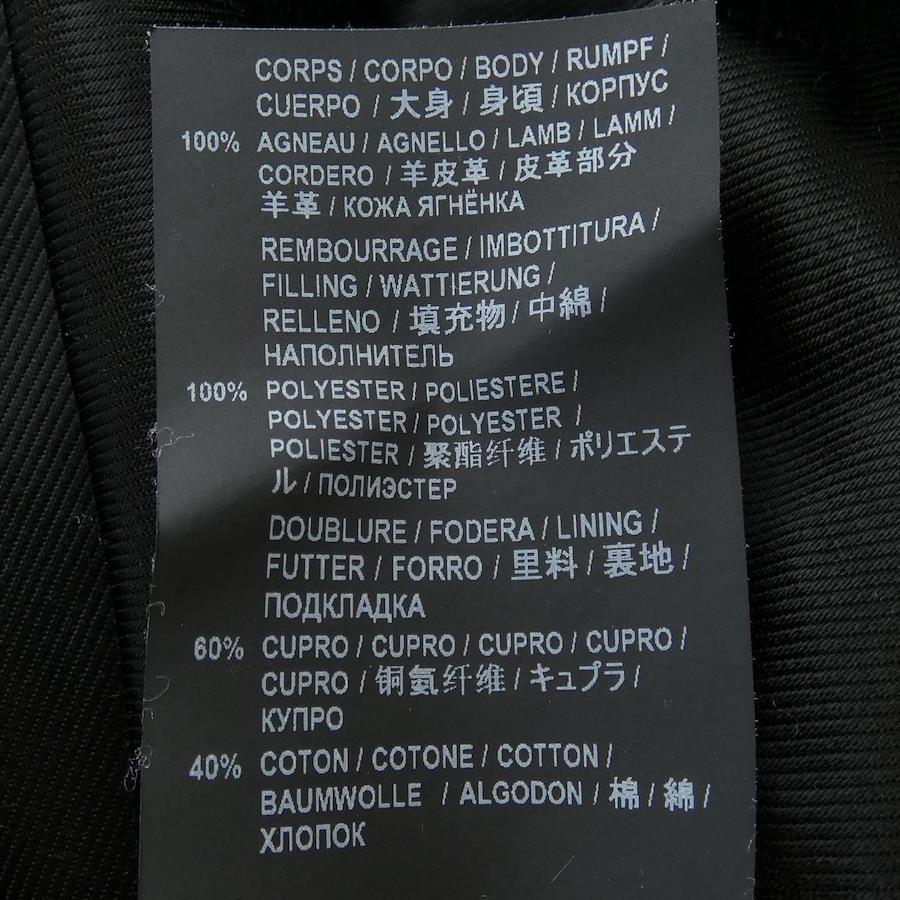 CORPS / CORPO / BODY / RUMPF /
CUERPO / 大身 / 身頃 / КОРПУС
100% AGNEAU / AGNELLO / LAMB / LAMM /
CORDERO / 羊皮革 / 皮革部分
羊革 / КОЖА ЯГНЁНКА
REMBOURRAGE / IMBOTTITURA /
FILLING / WATTIERUNG /
RELLENO / 填充物 / 中綿 /
НАПОЛНИТЕЛЬ
100% POLYESTER / POLIESTERE /
POLYESTER / POLYESTER /
POLIESTER / 聚酯纤维 / ポリエステ
ル / ПОЛИЭСТЕР
DOUBLURE / FODERA / LINING /
FUTTER / FORRO / 里料 / 裏地 /
ПОДКЛАДКА
60% CUPRO / CUPRO / CUPRO / CUPRO /
CUPRO / 铜氨纤维 / キュプラ /
КУПРО
40% COTON / COTONE / COTTON /
BAUMWOLLE / ALGODON / 棉 / 綿 /
ХЛОПОК